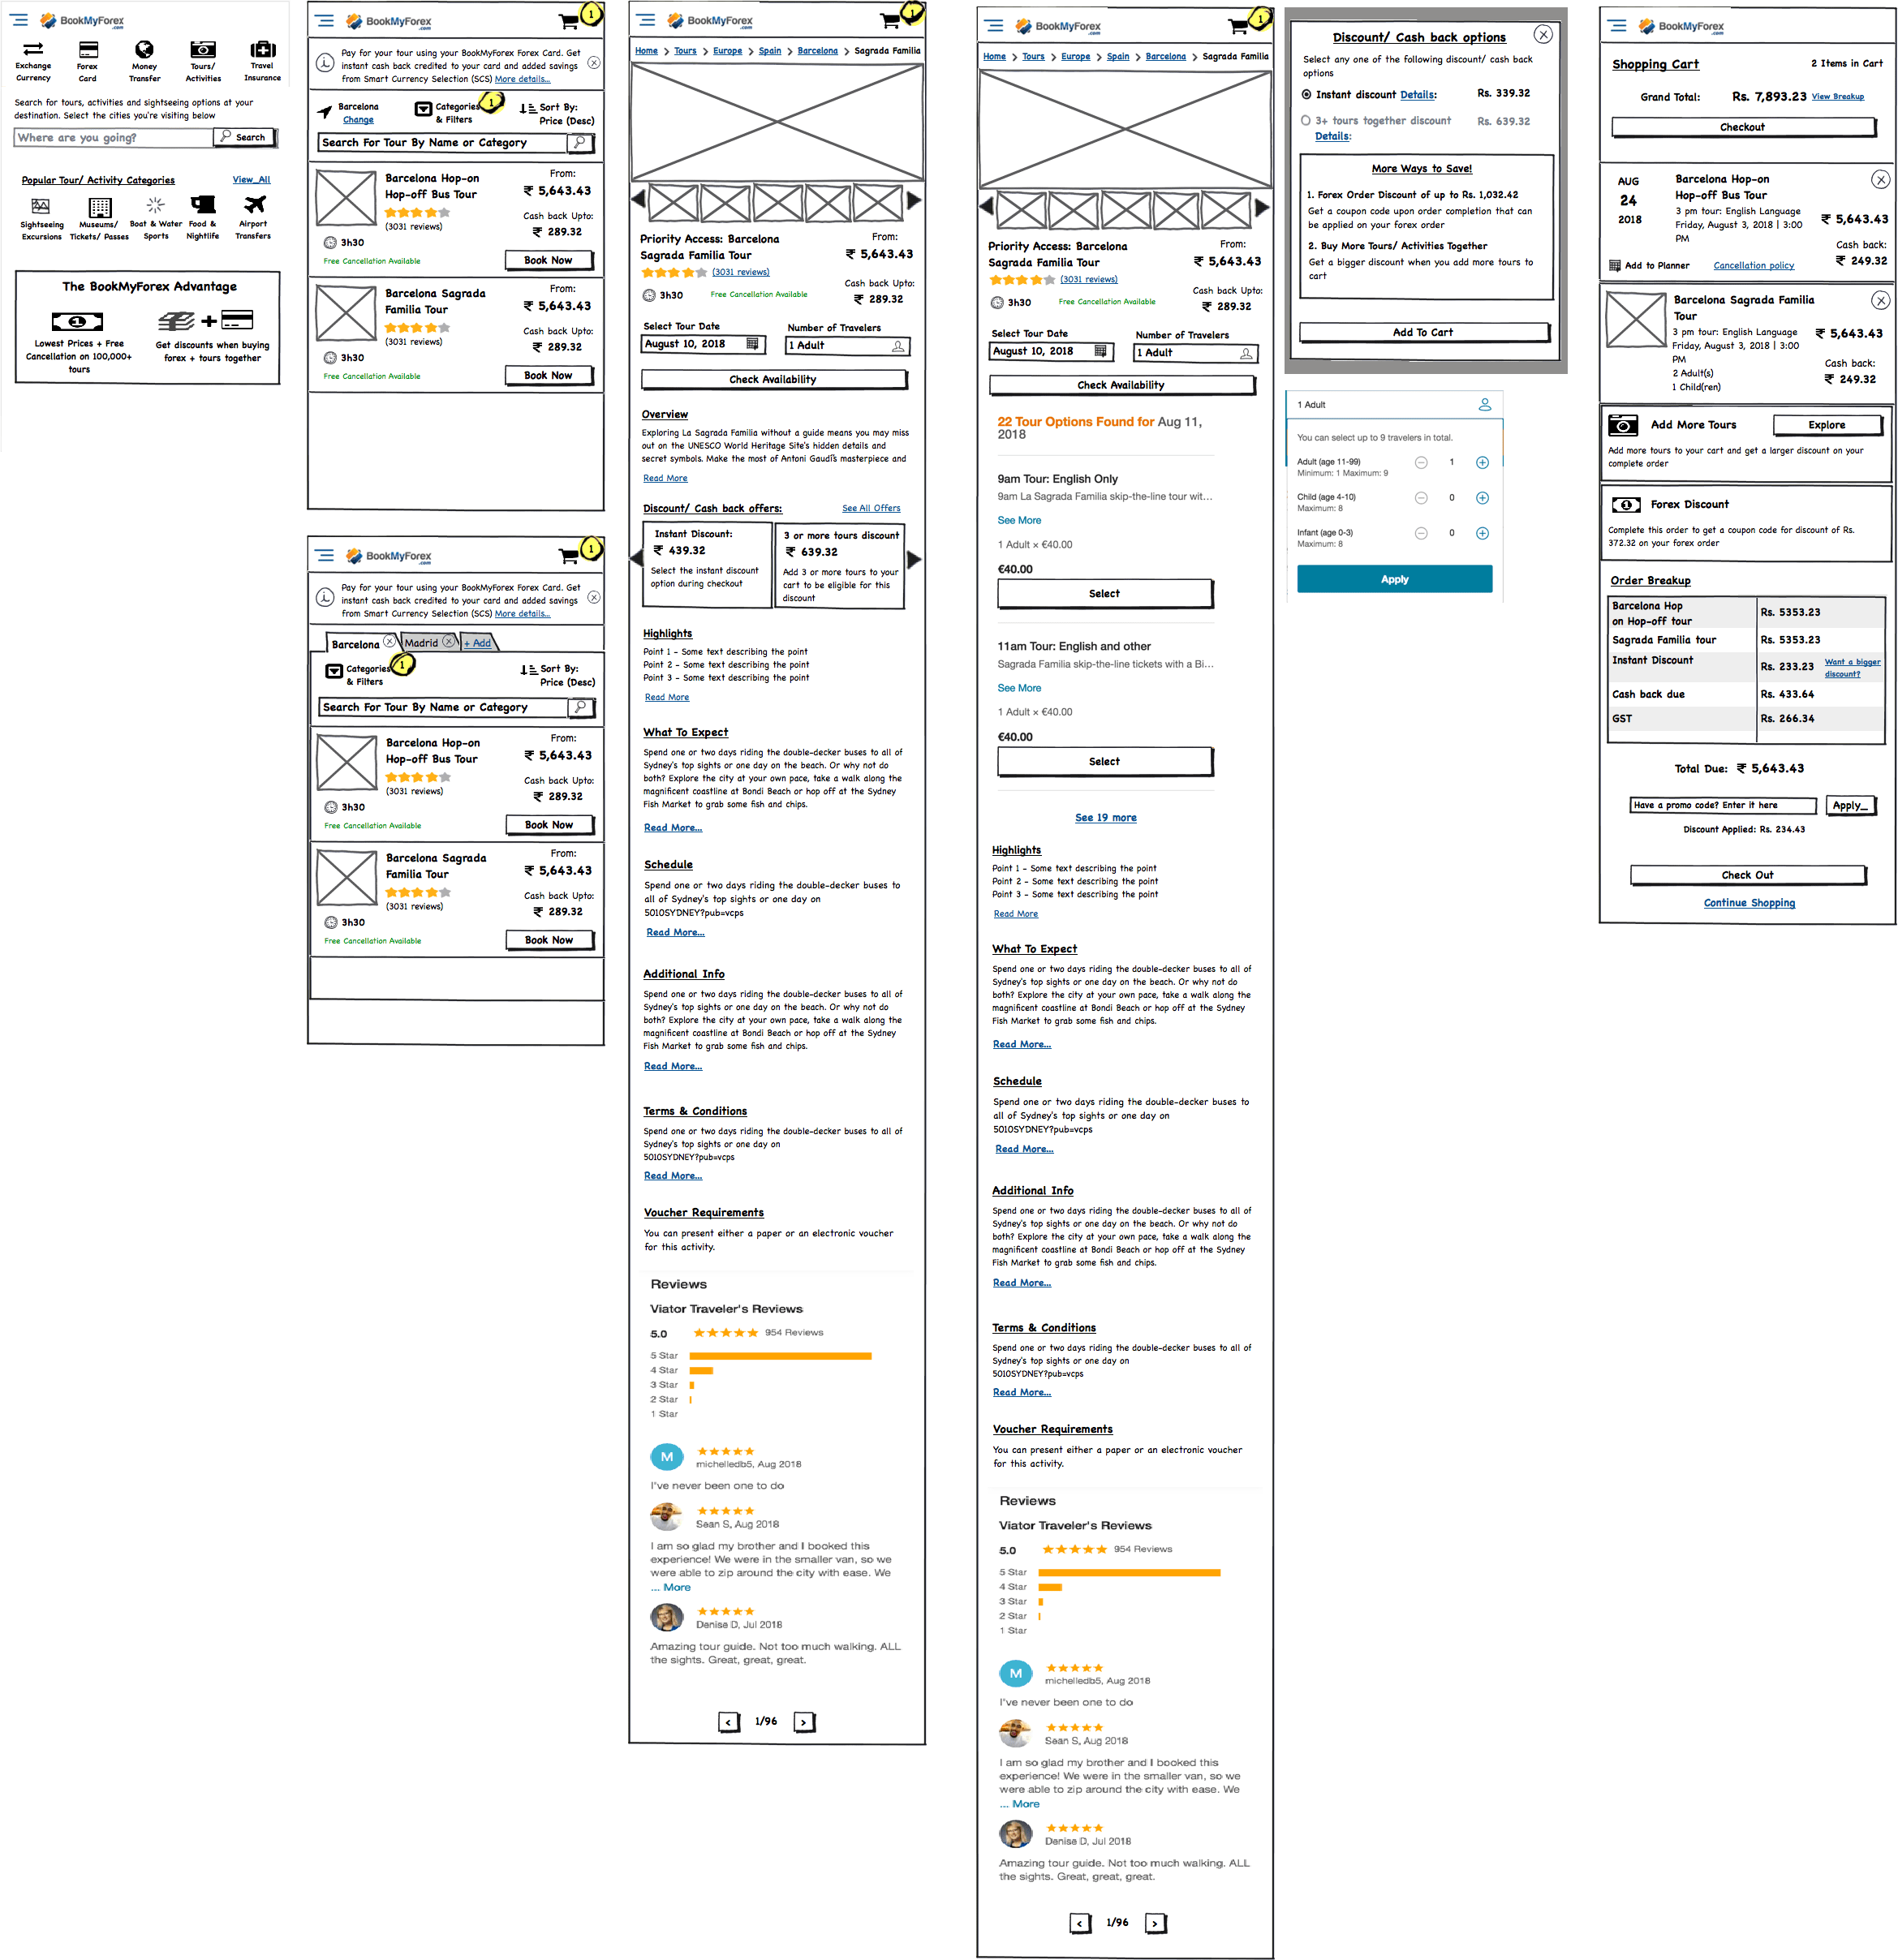 BookMyForex
.com
Exchange Currency
Forex Card
Money Transfer
Tours/ Activities
Travel Insurance
Search for tours, activities and sightseeing options at your
destination. Select the cities you're visiting below
Where are you going?
Search
Popular Tour/ Activity Categories
View_All
Sightseeing Excursions
Museums/ Tickets/ Passes
Boat & Water Sports
Food & Nightlife
Airport Transfers
The BookMyForex Advantage
Lowest Prices + Free
Cancellation on 100,000+
tours
Get discounts when buying
forex + tours together
BookMyForex
.com
1
Pay for your tour using your BookMyForex Forex Card. Get
instant cash back credited to your card and added savings
from Smart Currency Selection (SCS) More details...
Barcelona
Change
Categories
& Filters
1
Sort By:
Price (Desc)
Search For Tour By Name or Category
Barcelona Hop-on
Hop-off Bus Tour
(3031 reviews)
3h30
Free Cancellation Available
From:
₹ 5,643.43
Cash back Upto:
₹ 289.32
Book Now
Barcelona Sagrada
Familia Tour
(3031 reviews)
3h30
Free Cancellation Available
From:
₹ 5,643.43
Cash back Upto:
₹ 289.32
Book Now
BookMyForex
.com
1
Pay for your tour using your BookMyForex Forex Card. Get
instant cash back credited to your card and added savings
from Smart Currency Selection (SCS) More details...
Barcelona
Madrid
+ Add
Categories
& Filters
1
Sort By:
Price (Desc)
Search For Tour By Name or Category
Barcelona Hop-on
Hop-off Bus Tour
(3031 reviews)
3h30
Free Cancellation Available
From:
₹ 5,643.43
Cash back Upto:
₹ 289.32
Book Now
Barcelona Sagrada
Familia Tour
(3031 reviews)
3h30
Free Cancellation Available
From:
₹ 5,643.43
Cash back Upto:
₹ 289.32
Book Now
BookMyForex
.com
1
Home > Tours > Europe > Spain > Barcelona > Sagrada Familia
Priority Access: Barcelona
Sagrada Familia Tour
(3031 reviews)
3h30
Free Cancellation Available
From:
₹ 5,643.43
Cash back Upto:
₹ 289.32
Select Tour Date
August 10, 2018
Number of Travelers
1 Adult
Check Availability
Overview
Exploring La Sagrada Familia without a guide means you may miss
out on the UNESCO World Heritage Site's hidden details and
secret symbols. Make the most of Antoni Gaudí's masterpiece and
Read More
Discount/ Cash back offers:
See All Offers
Instant Discount:
₹ 439.32
Select the instant discount
option during checkout
3 or more tours discount
₹ 639.32
Add 3 or more tours to your
cart to be eligible for this
discount
Highlights
Point 1 - Some text describing the point
Point 2 - Some text describing the point
Point 3 - Some text describing the point
Read More
What To Expect
Spend one or two days riding the double-decker buses to all of
Sydney's top sights or one day on the beach. Or why not do
both? Explore the city at your own pace, take a walk along the
magnificent coastline at Bondi Beach or hop off at the Sydney
Fish Market to grab some fish and chips.
Read More...
Schedule
Spend one or two days riding the double-decker buses to
all of Sydney's top sights or one day on
5010SYDNEY?pub=vcps
Read More...
Additional Info
Spend one or two days riding the double-decker buses to all of
Sydney's top sights or one day on the beach. Or why not do
both? Explore the city at your own pace, take a walk along the
magnificent coastline at Bondi Beach or hop off at the Sydney
Fish Market to grab some fish and chips.
Read More...
Terms & Conditions
Spend one or two days riding the double-decker buses to all of
Sydney's top sights or one day on
5010SYDNEY?pub=vcps
Read More...
Voucher Requirements
You can present either a paper or an electronic voucher
for this activity.
Reviews
Viator Traveler's Reviews
5.0 954 Reviews
5 Star
4 Star
3 Star
2 Star
1 Star
M
michelledb5, Aug 2018
I've never been one to do
Sean S, Aug 2018
I am so glad my brother and I booked this
experience! We were in the smaller van, so we
were able to zip around the city with ease. We
... More
Denise D, Jul 2018
Amazing tour guide. Not too much walking. ALL
the sights. Great, great, great.
< 1/96 >
BookMyForex
.com
1
Home > Tours > Europe > Spain > Barcelona > Sagrada Familia
Priority Access: Barcelona
Sagrada Familia Tour
(3031 reviews)
3h30
Free Cancellation Available
From:
₹ 5,643.43
Cash back Upto:
₹ 289.32
Select Tour Date
August 10, 2018
Number of Travelers
1 Adult
Check Availability
22 Tour Options Found for Aug 11,
2018
9am Tour: English Only
9am La Sagrada Familia skip-the-line tour wit...
See More
1 Adult × €40.00
€40.00
Select
11am Tour: English and other
Sagrada Familia skip-the-line tickets with a Bi...
See More
1 Adult × €40.00
€40.00
Select
See 19 more
Highlights
Point 1 - Some text describing the point
Point 2 - Some text describing the point
Point 3 - Some text describing the point
Read More
What To Expect
Spend one or two days riding the double-decker buses to all of
Sydney's top sights or one day on the beach. Or why not do
both? Explore the city at your own pace, take a walk along the
magnificent coastline at Bondi Beach or hop off at the Sydney
Fish Market to grab some fish and chips.
Read More...
Schedule
Spend one or two days riding the double-decker buses to
all of Sydney's top sights or one day on
5010SYDNEY?pub=vcps
Read More...
Additional Info
Spend one or two days riding the double-decker buses to all of
Sydney's top sights or one day on the beach. Or why not do
both? Explore the city at your own pace, take a walk along the
magnificent coastline at Bondi Beach or hop off at the Sydney
Fish Market to grab some fish and chips.
Read More...
Terms & Conditions
Spend one or two days riding the double-decker buses to all of
Sydney's top sights or one day on
5010SYDNEY?pub=vcps
Read More...
Voucher Requirements
You can present either a paper or an electronic voucher
for this activity.
Reviews
Viator Traveler's Reviews
5.0 954 Reviews
5 Star
4 Star
3 Star
2 Star
1 Star
M
michelledb5, Aug 2018
I've never been one to do
Sean S, Aug 2018
I am so glad my brother and I booked this
experience! We were in the smaller van, so we
were able to zip around the city with ease. We
... More
Denise D, Jul 2018
Amazing tour guide. Not too much walking. ALL
the sights. Great, great, great.
< 1/96 >
Discount/ Cash back options
Select any one of the following discount/ cash back
options
Instant discount Details: Rs. 339.32
3+ tours together discount Rs. 639.32
Details:
More Ways to Save!
1. Forex Order Discount of up to Rs. 1,032.42
Get a coupon code upon order completion that can
be applied on your forex order
2. Buy More Tours/ Activities Together
Get a bigger discount when you add more tours to
cart
Add To Cart
1 Adult
You can select up to 9 travelers in total.
Adult (age 11-99)
Minimum: 1 Maximum: 9
1
Child (age 4-10)
Maximum: 8
0
Infant (age 0-3)
Maximum: 8
0
Apply
BookMyForex
.com
Shopping Cart
2 Items in Cart
Grand Total: Rs. 7,893.23 View Breakup
Checkout
AUG
24
2018
Barcelona Hop-on
Hop-off Bus Tour
3 pm tour: English Language
Friday, August 3, 2018 | 3:00
PM
₹ 5,643.43
Cash back:
₹ 249.32
Add to Planner
Cancellation policy
Barcelona Sagrada Familia
Tour
3 pm tour: English Language
Friday, August 3, 2018 | 3:00
PM
2 Adult(s)
1 Child(ren)
₹ 5,643.43
Cash back:
₹ 249.32
Add More Tours
Explore
Add more tours to your cart and get a larger discount on your
complete order
Forex Discount
Complete this order to get a coupon code for discount of Rs.
372.32 on your forex order
Order Breakup
Barcelona Hop
on Hop-off tour
Rs. 5353.23
Sagrada Familia tour Rs. 5353.23
Instant Discount Rs. 233.23
Want a bigger
discount?
Cash back due Rs. 433.64
GST Rs. 266.34
Total Due: ₹ 5,643.43
Have a promo code? Enter it here
Apply_
Discount Applied: Rs. 234.43
Check Out
Continue Shopping